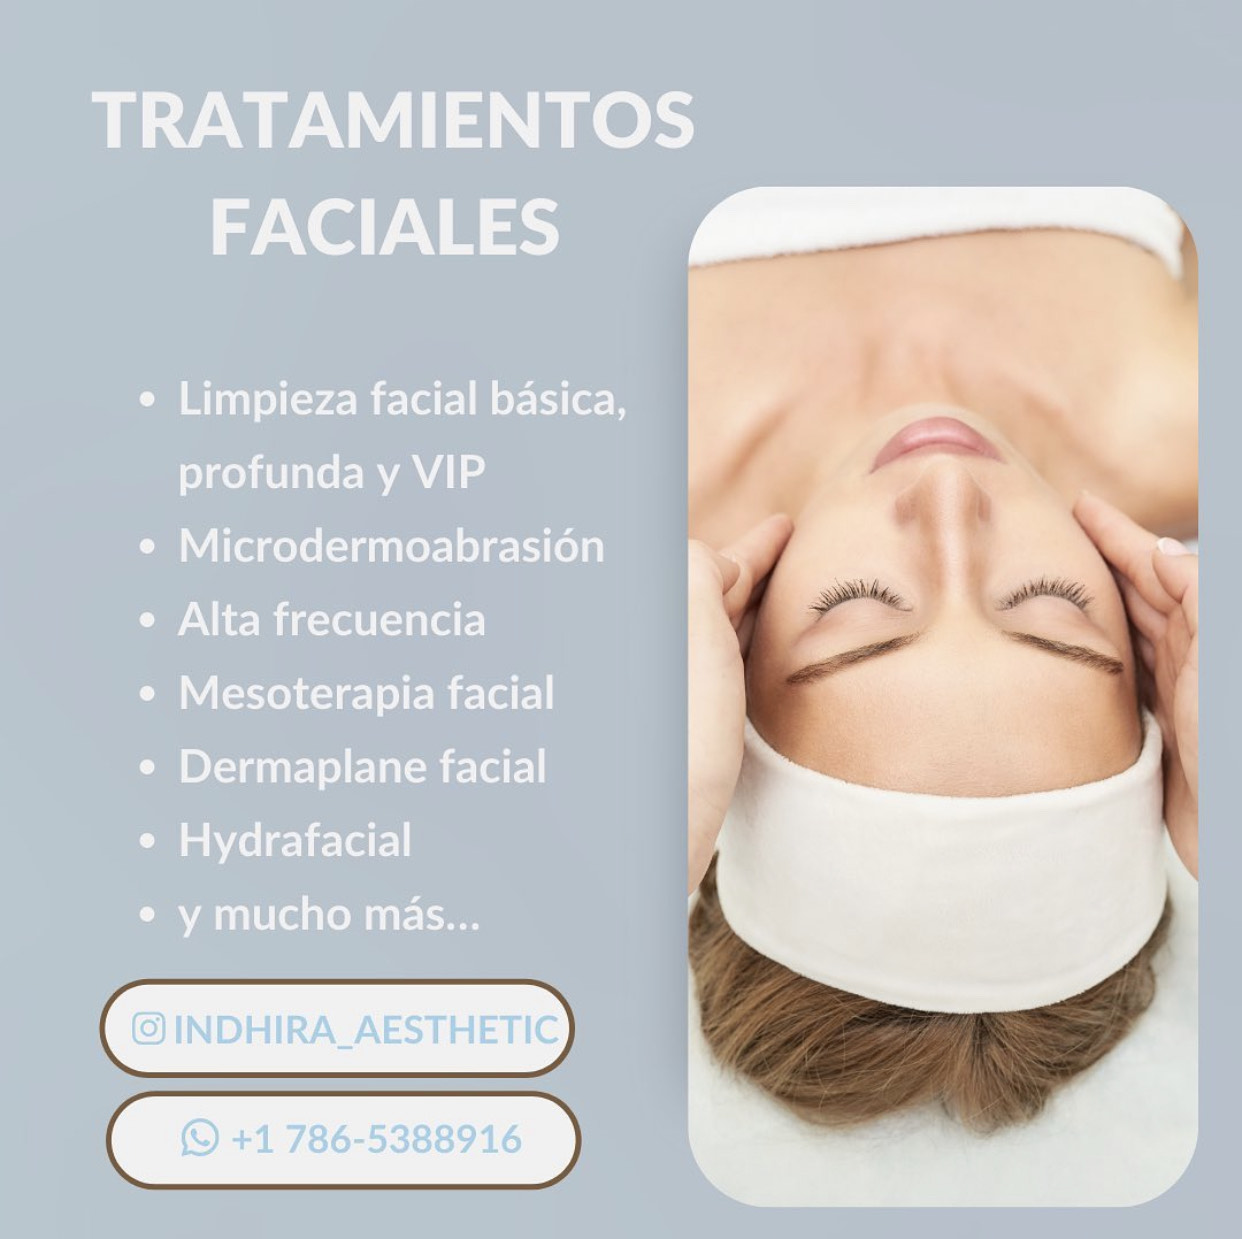 TRATAMIENTOS
FACIALES
• Limpieza facial básica,
profunda y VIP
• Microdermoabrasión
• Alta frecuencia
• Mesoterapia facial
• Dermaplane facial
• Hydrafacial
• y mucho más...
INDHIRA_AESTHETIC
+1 786-5388916